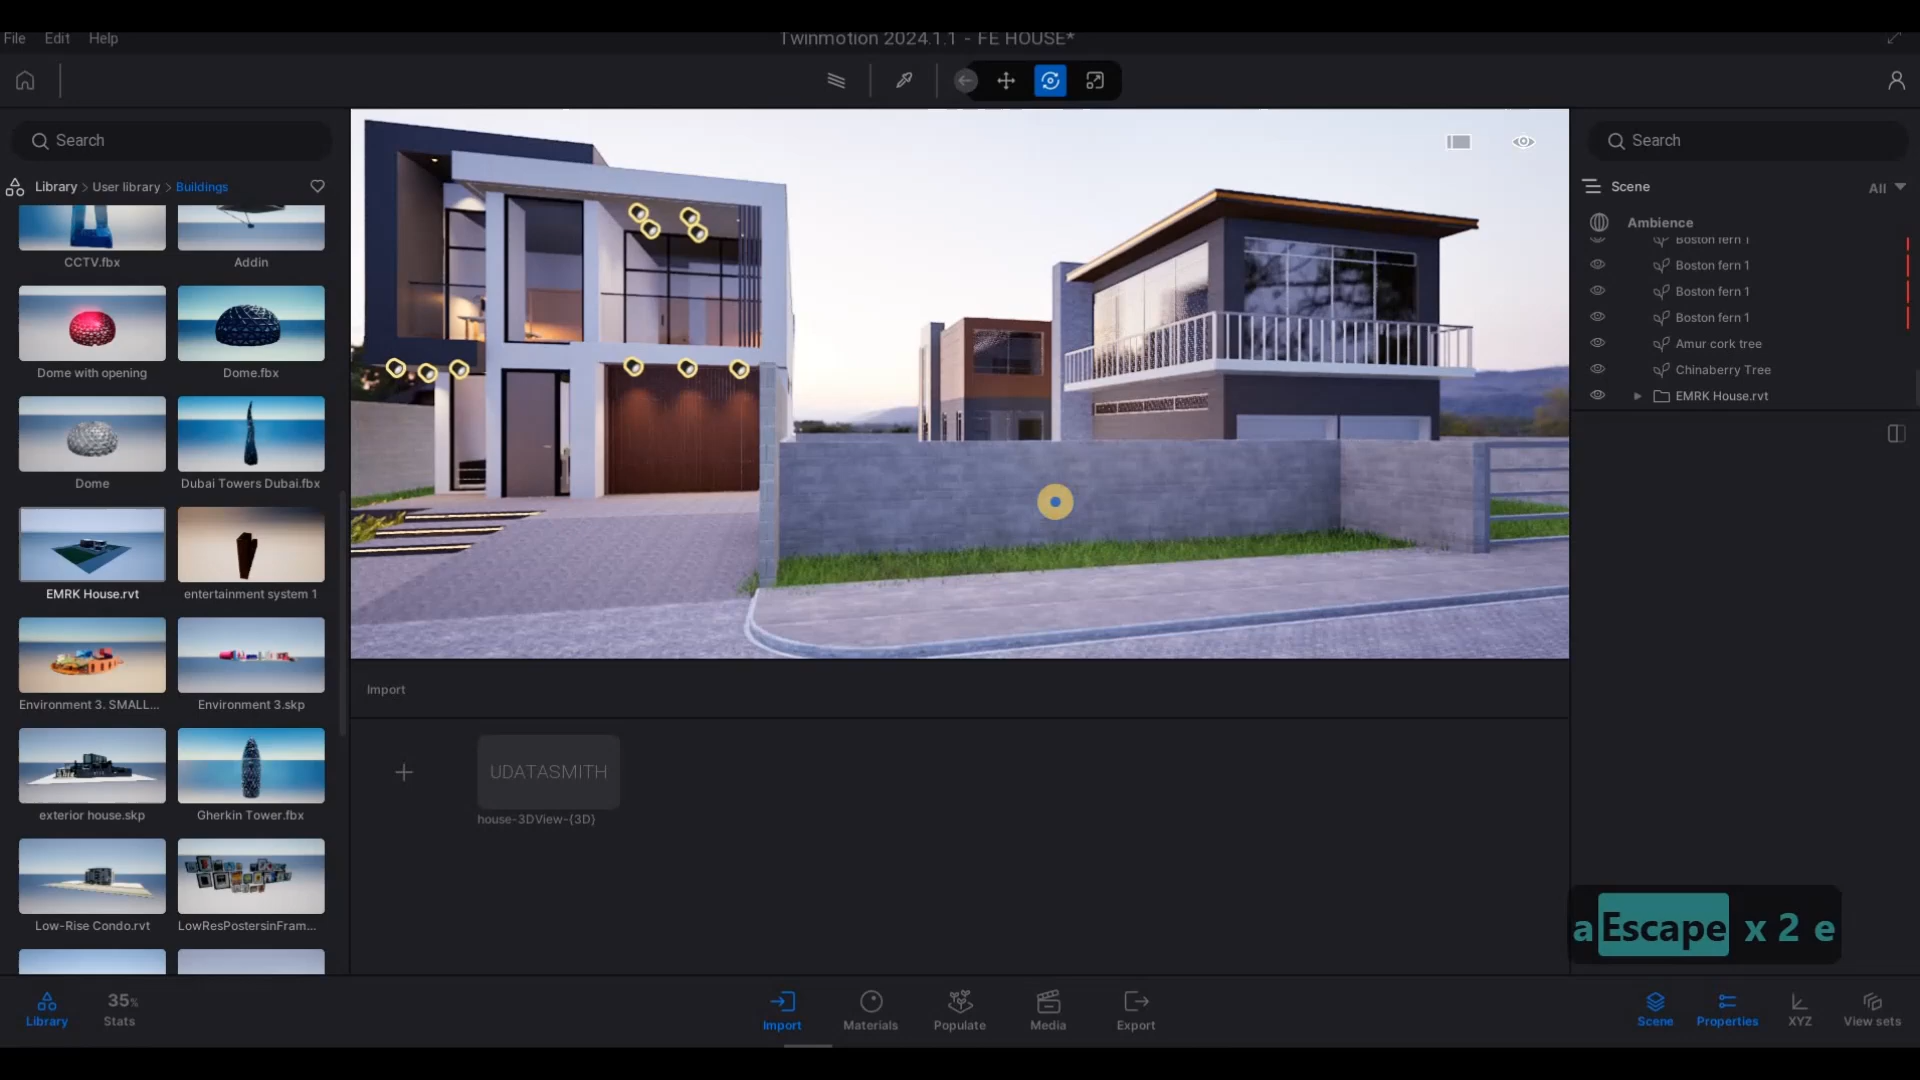 File Edit Help
Twinmotion 2024.1.1 - FE HOUSE*
Search
Library > User library > Buildings
CCTV.fbx
Addin
Dome with opening
Dome.fbx
Dome
Dubai Towers Dubai.fbx
EMRK House.rvt
entertainment system 1
Environment 3. SMALL...
Environment 3.skp
exterior house.skp
Gherkin Tower.fbx
Low-Rise Condo.rvt
LowResPostersinFram...
Import
UDATASMITH
house-3DView-{3D}
Search
Scene
All
Ambience
Boston fern 1
Boston fern 1
Boston fern 1
Boston fern 1
Amur cork tree
Chinaberry Tree
EMRK House.rvt
a Escape x 2 e
Library
35%
Stats
Import
Materials
Populate
Media
Export
Scene
Properties
XYZ
View sets